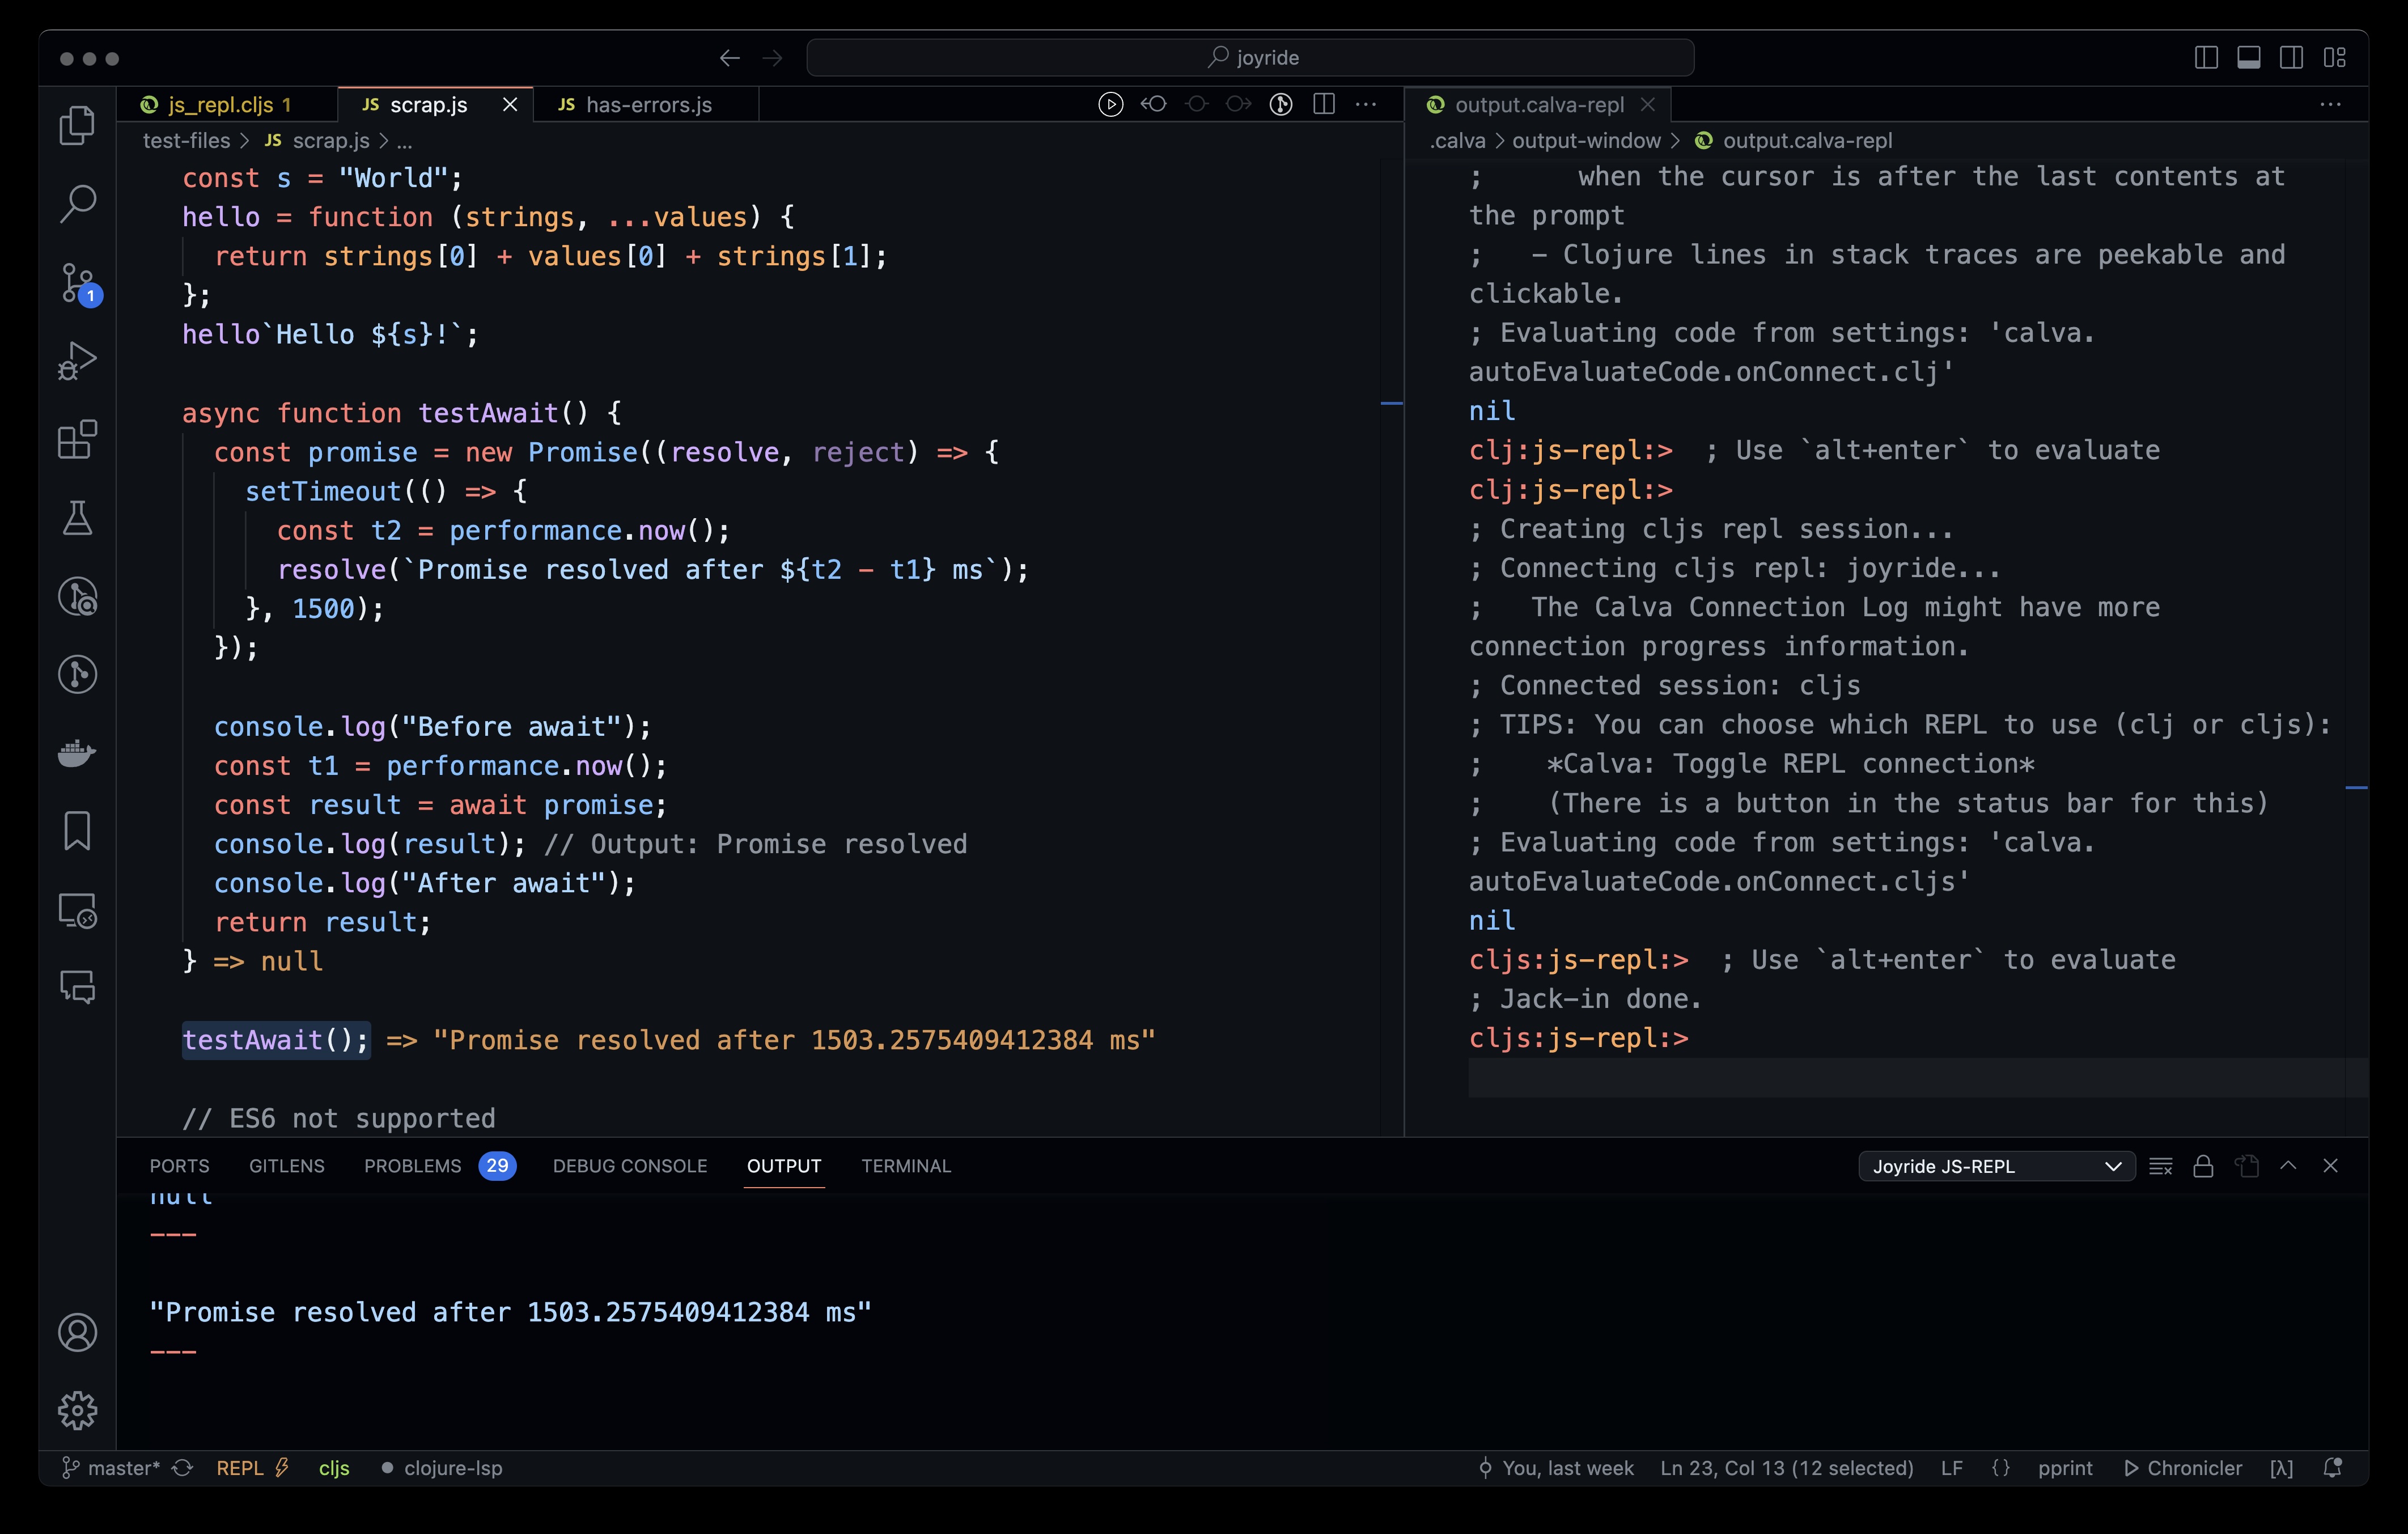 joyride
js_repl.cljs 1
JS scrap.js
JS has-errors.js
test-files > JS scrap.js > ...
const s = "World";
hello = function (strings, ...values) {
  return strings[0] + values[0] + strings[1];
};
hello`Hello ${s}!`;
async function testAwait() {
  const promise = new Promise((resolve, reject) => {
    setTimeout(() => {
      const t2 = performance.now();
      resolve(`Promise resolved after ${t2 - t1} ms`);
    }, 1500);
  });
  console.log("Before await");
  const t1 = performance.now();
  const result = await promise;
  console.log(result); // Output: Promise resolved
  console.log("After await");
  return result;
} => null
testAwait(); => "Promise resolved after 1503.2575409412384 ms"
// ES6 not supported
output.calva-repl
.calva > output-window > output.calva-repl
;      when the cursor is after the last contents at
the prompt
;   - Clojure lines in stack traces are peekable and
clickable.
; Evaluating code from settings: 'calva.
autoEvaluateCode.onConnect.clj'
nil
clj:js-repl:>  ; Use `alt+enter` to evaluate
clj:js-repl:>
; Creating cljs repl session...
; Connecting cljs repl: joyride...
;   The Calva Connection Log might have more
connection progress information.
; Connected session: cljs
; TIPS: You can choose which REPL to use (clj or cljs):
;    *Calva: Toggle REPL connection*
;    (There is a button in the status bar for this)
; Evaluating code from settings: 'calva.
autoEvaluateCode.onConnect.cljs'
nil
cljs:js-repl:>  ; Use `alt+enter` to evaluate
; Jack-in done.
cljs:js-repl:>
1
PORTS GITLENS PROBLEMS 29 DEBUG CONSOLE OUTPUT TERMINAL
Joyride JS-REPL
null
---
"Promise resolved after 1503.2575409412384 ms"
---
master* REPL cljs clojure-lsp
You, last week Ln 23, Col 13 (12 selected) LF {} pprint Chronicler [λ]